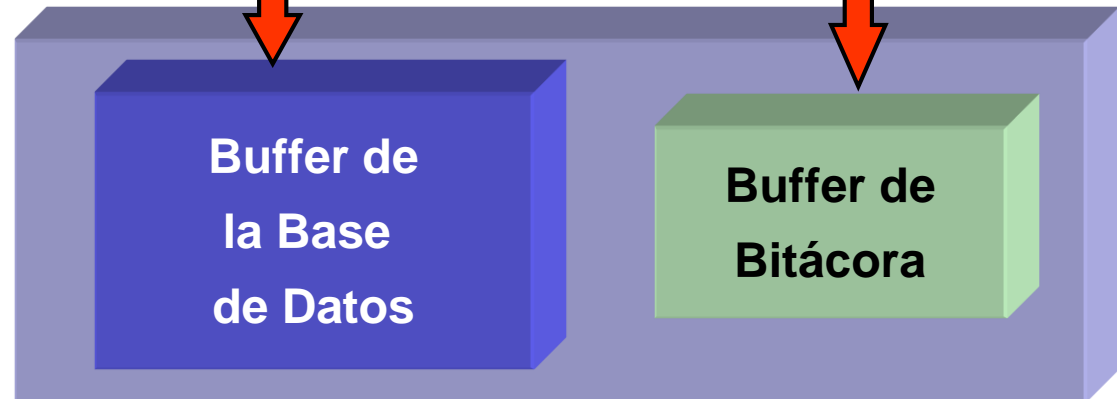 Buffer de
la Base
de Datos
Buffer de
Bitácora